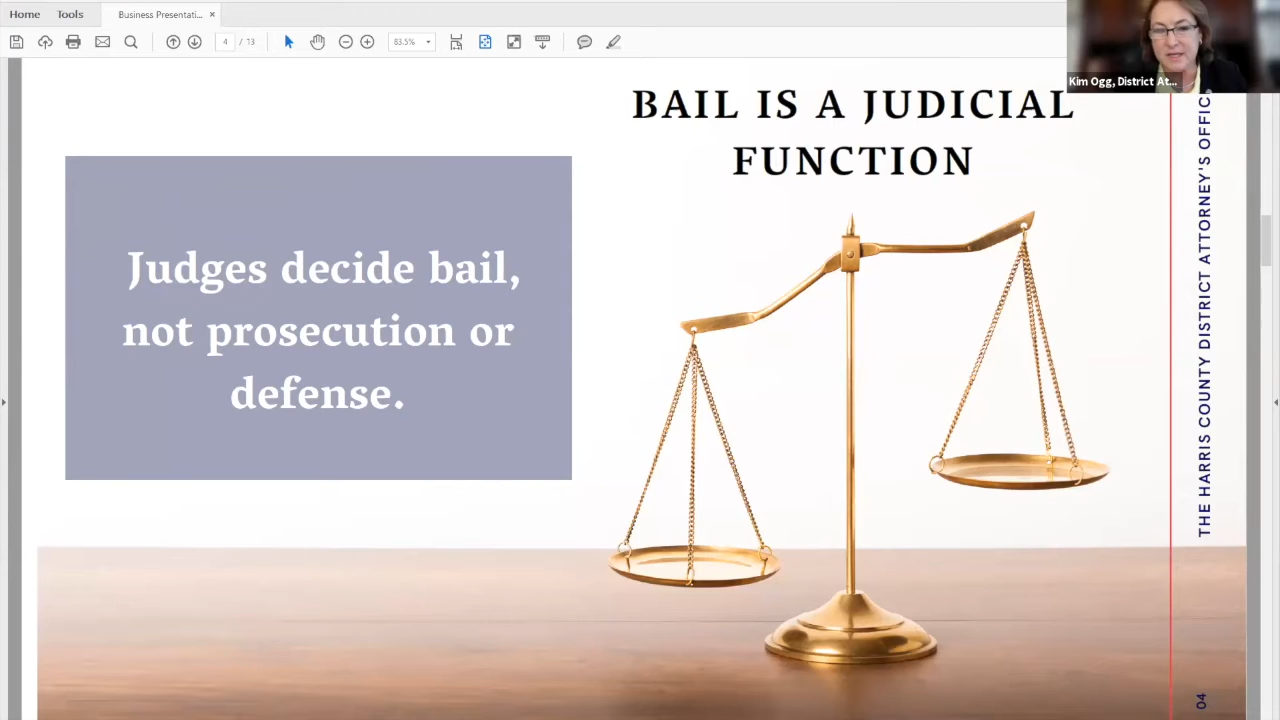 Home
Tools
Business Presentati...
4 / 13
83.5%
Kim Ogg, District At...
BAIL IS A JUDICIAL
FUNCTION
Judges decide bail,
not prosecution or
defense.
THE HARRIS COUNTY DISTRICT ATTORNEY'S OFFIC
04